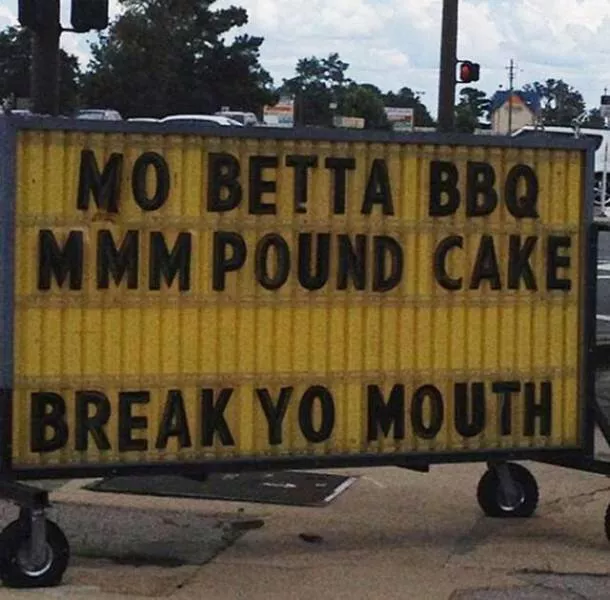 MO BETTA BBQ
MMM POUND CAKE
BREAK YO MOUTH